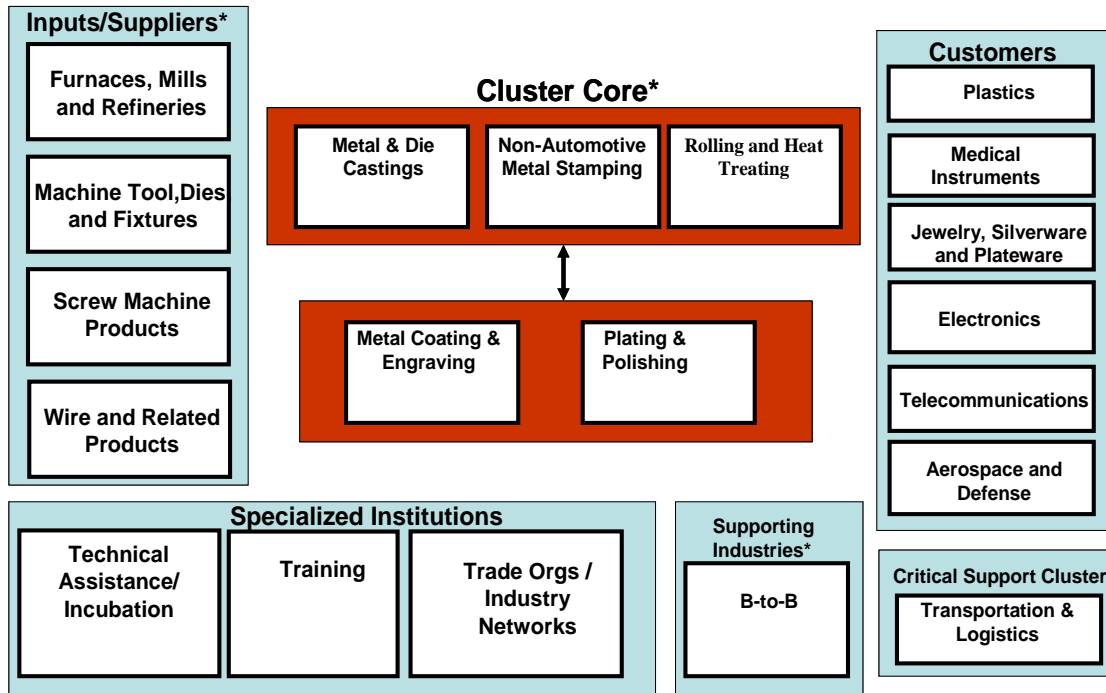 Inputs/Suppliers*
Furnaces, Mills
and Refineries
Machine Tool,Dies
and Fixtures
Screw Machine
Products
Wire and Related
Products
Cluster Core*
Metal & Die
Castings
Non-Automotive
Metal Stamping
Rolling and Heat
Treating
Metal Coating &
Engraving
Plating &
Polishing
Customers
Plastics
Medical
Instruments
Jewelry, Silverware
and Plateware
Electronics
Telecommunications
Aerospace and
Defense
Specialized Institutions
Technical
Assistance/
Incubation
Training
Trade Orgs /
Industry
Networks
Supporting
Industries*
B-to-B
Critical Support Cluster
Transportation &
Logistics